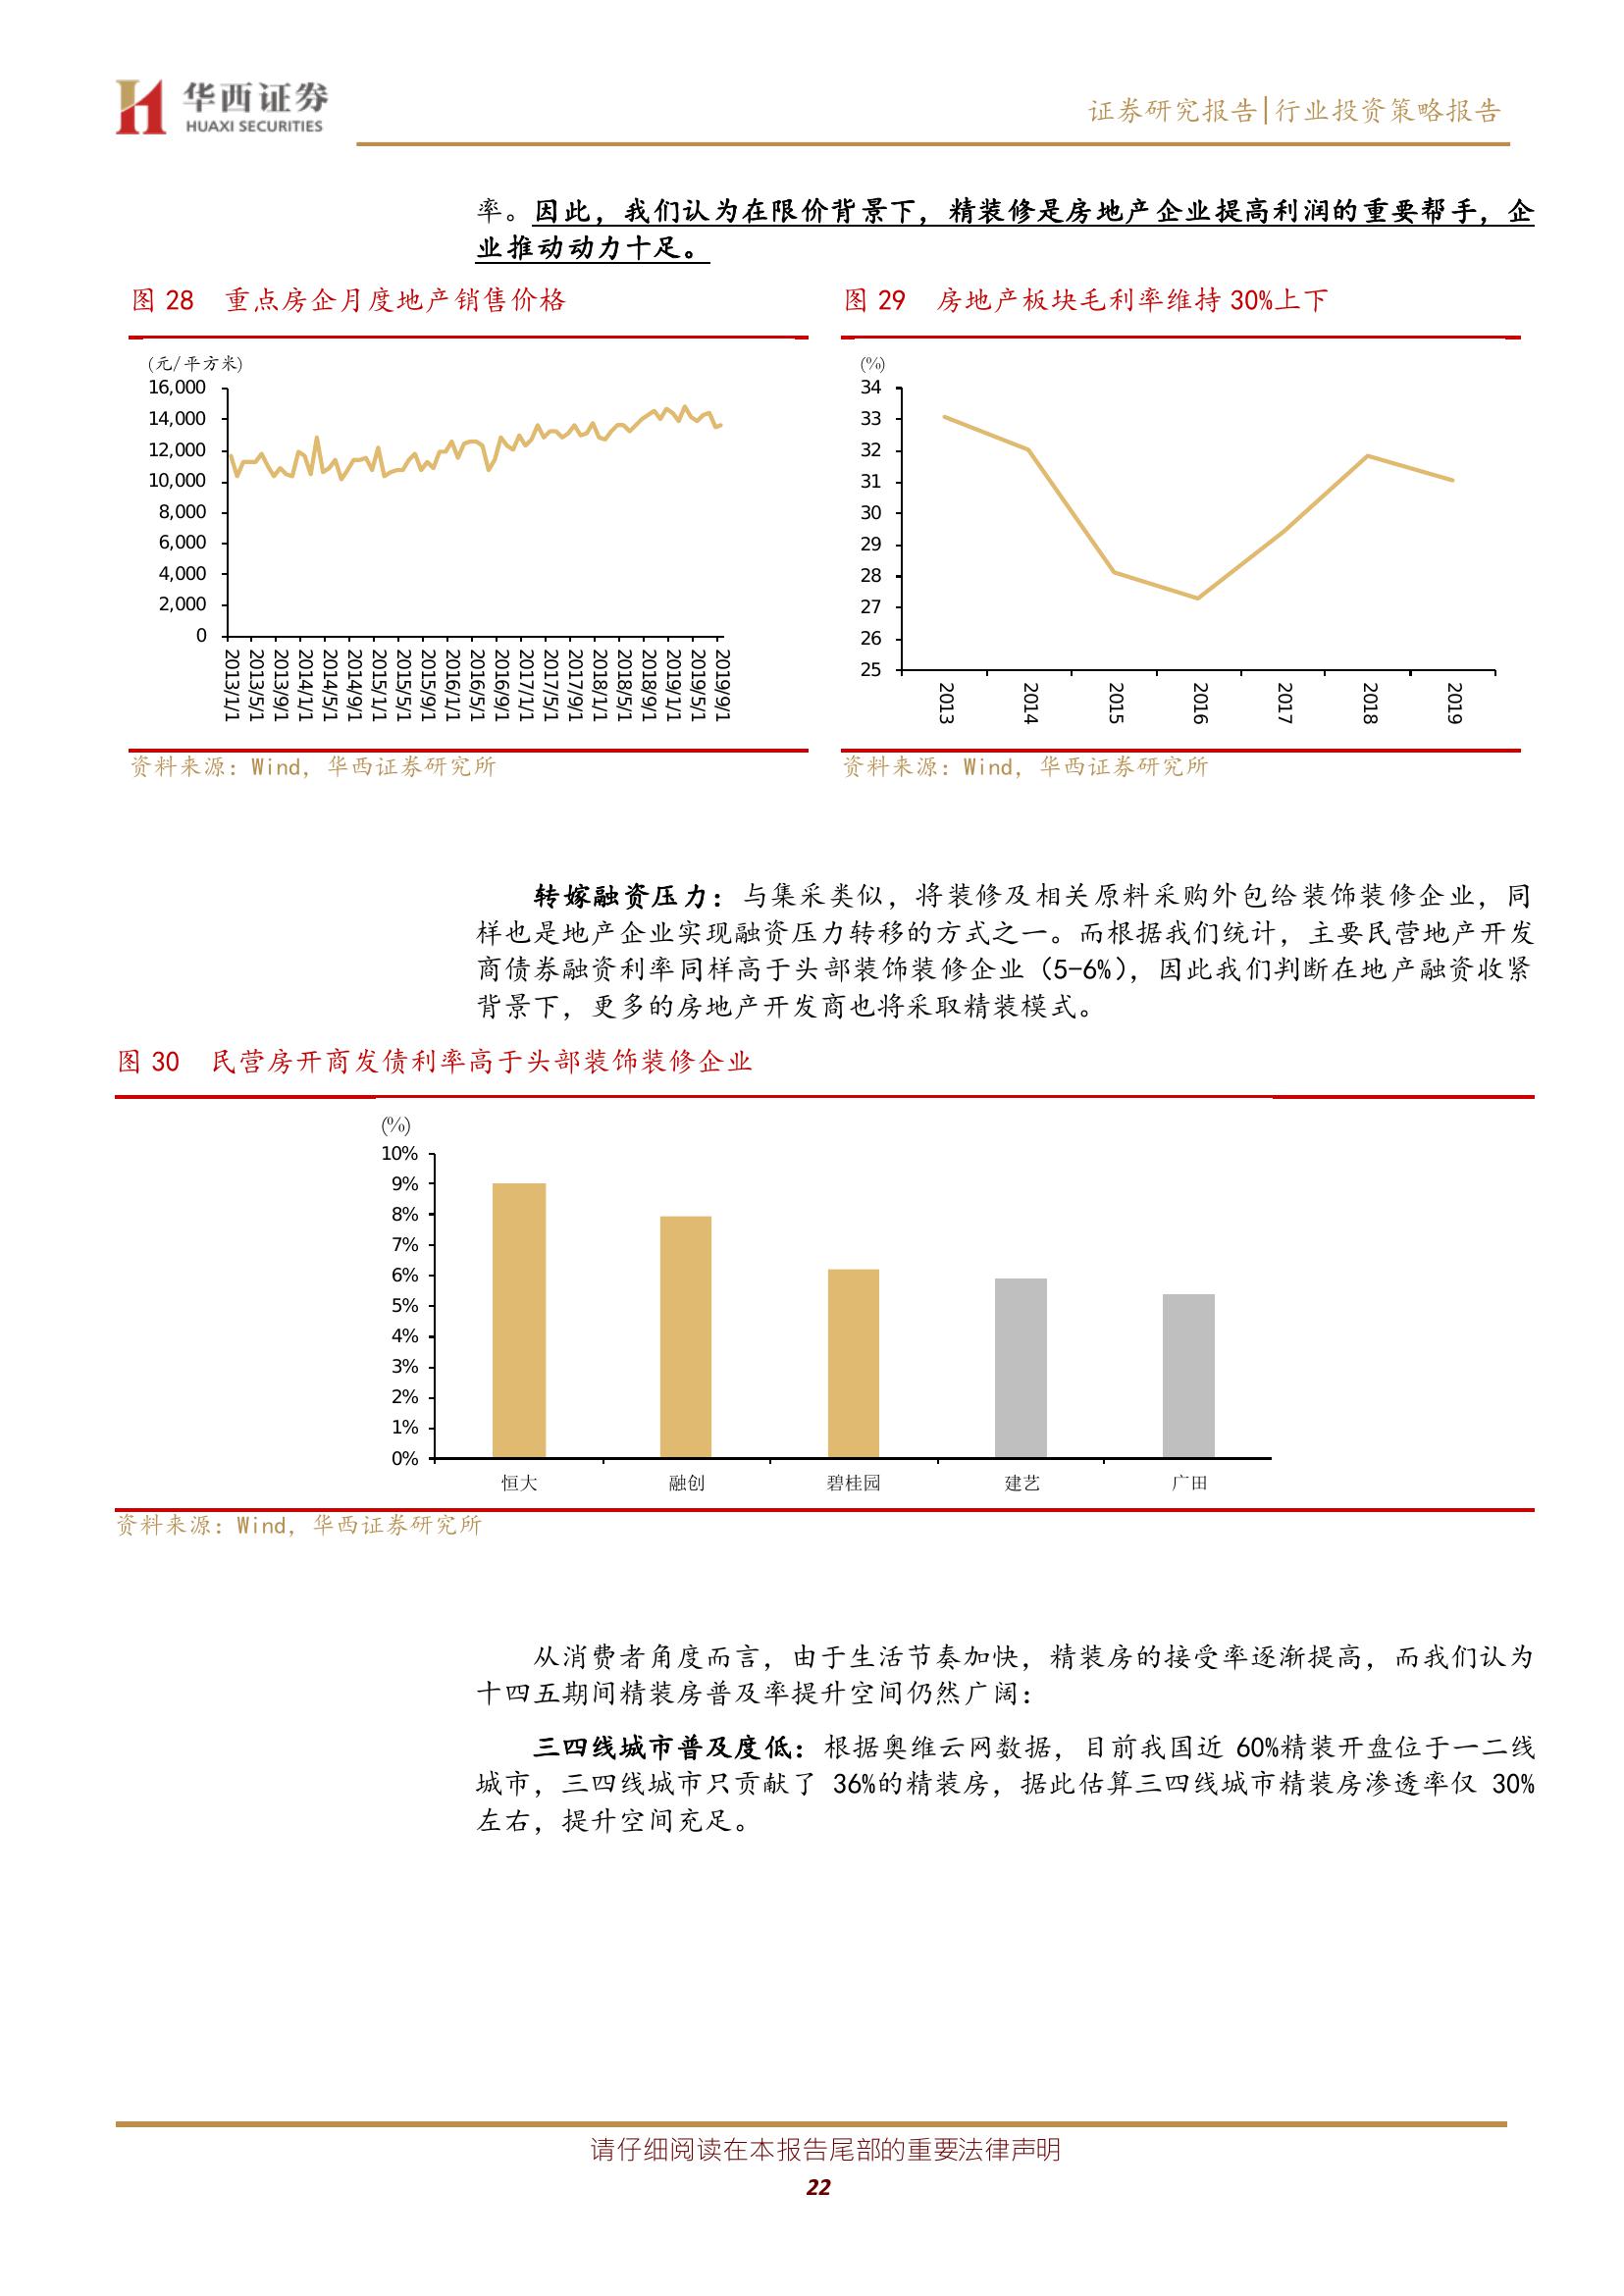 华西证券
HUAXI SECURITIES
证券研究报告|行业投资策略报告
率。因此，我们认为在限价背景下，精装修是房地产企业提高利润的重要帮手，企
业推动动力十足。
图 28 重点房企月度地产销售价格
(元/平方米)
16,000
14,000
12,000
10,000
8,000
6,000
4,000
2,000
0
2013/1/1
2013/5/1
2013/9/1
2014/1/1
2014/5/1
2014/9/1
2015/1/1
2015/5/1
2015/9/1
2016/1/1
2016/5/1
2016/9/1
2017/1/1
2017/5/1
2017/9/1
2018/1/1
2018/5/1
2018/9/1
2019/1/1
2019/5/1
2019/9/1
资料来源：Wind，华西证券研究所
图 29 房地产板块毛利率维持 30%上下
(%)
34
33
32
31
30
29
28
27
26
25
2013
2014
2015
2016
2017
2018
2019
资料来源：Wind，华西证券研究所
转嫁融资压力：与集采类似，将装修及相关原料采购外包给装饰装修企业，同
样也是地产企业实现融资压力转移的方式之一。而根据我们统计，主要民营地产开发
商债券融资利率同样高于头部装饰装修企业（5-6%），因此我们判断在地产融资收紧
背景下，更多的房地产开发商也将采取精装模式。
图 30 民营房开商发债利率高于头部装饰装修企业
(%)
10%
9%
8%
7%
6%
5%
4%
3%
2%
1%
0%
恒大
融创
碧桂园
建艺
广田
资料来源：Wind，华西证券研究所
从消费者角度而言，由于生活节奏加快，精装房的接受率逐渐提高，而我们认为
十四五期间精装房普及率提升空间仍然广阔：
三四线城市普及度低：根据奥维云网数据，目前我国近 60%精装开盘位于一二线
城市，三四线城市只贡献了 36%的精装房，据此估算三四线城市精装房渗透率仅 30%
左右，提升空间充足。
请仔细阅读在本报告尾部的重要法律声明
22